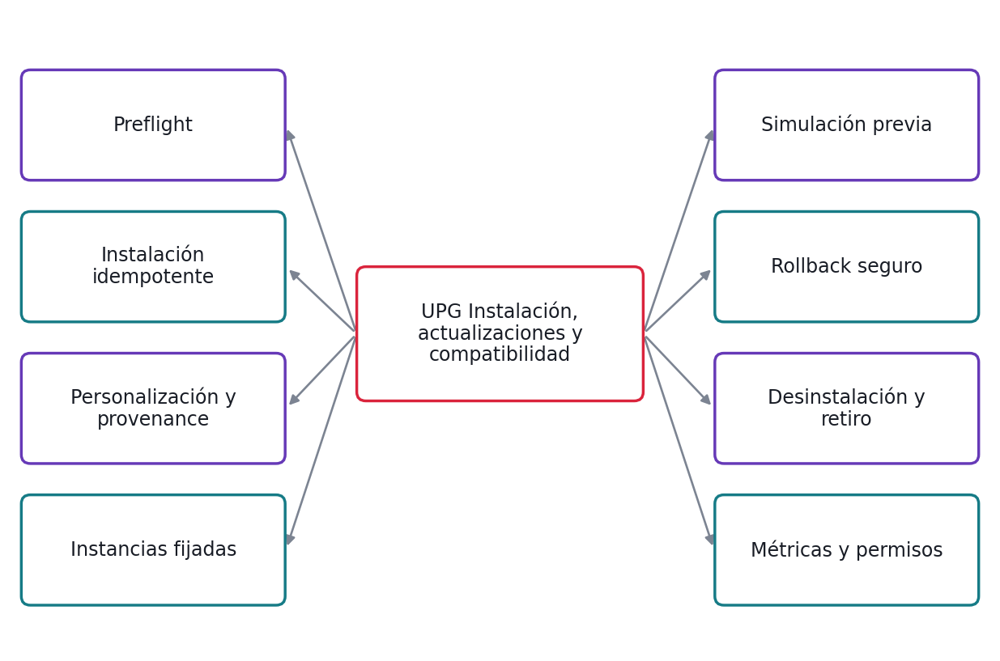 Preflight
Instalación
idempotente
Personalización y
provenance
Instancias fijadas
UPG Instalación,
actualizaciones y
compatibilidad
Simulación previa
Rollback seguro
Desinstalación y
retiro
Métricas y permisos